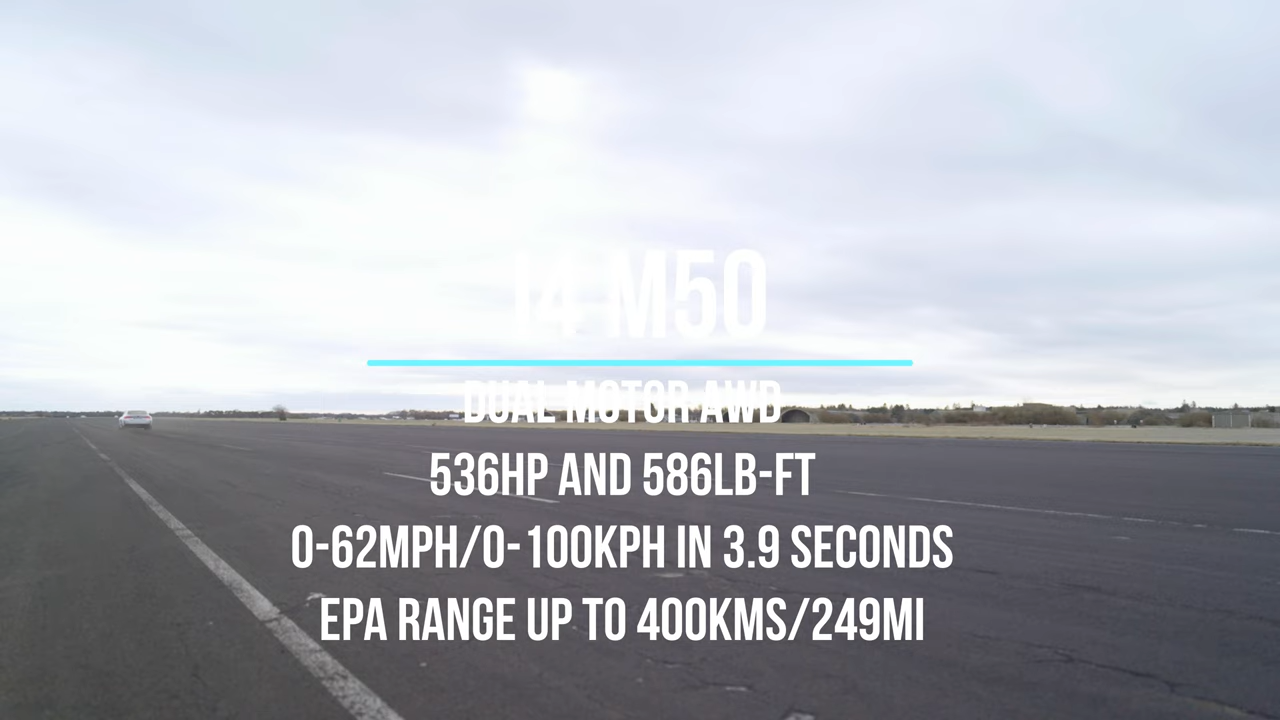 I4 M50
DUAL MOTOR AWD
536HP AND 586LB-FT
0-62MPH/0-100KPH IN 3.9 SECONDS
EPA RANGE UP TO 400KMS/249MI